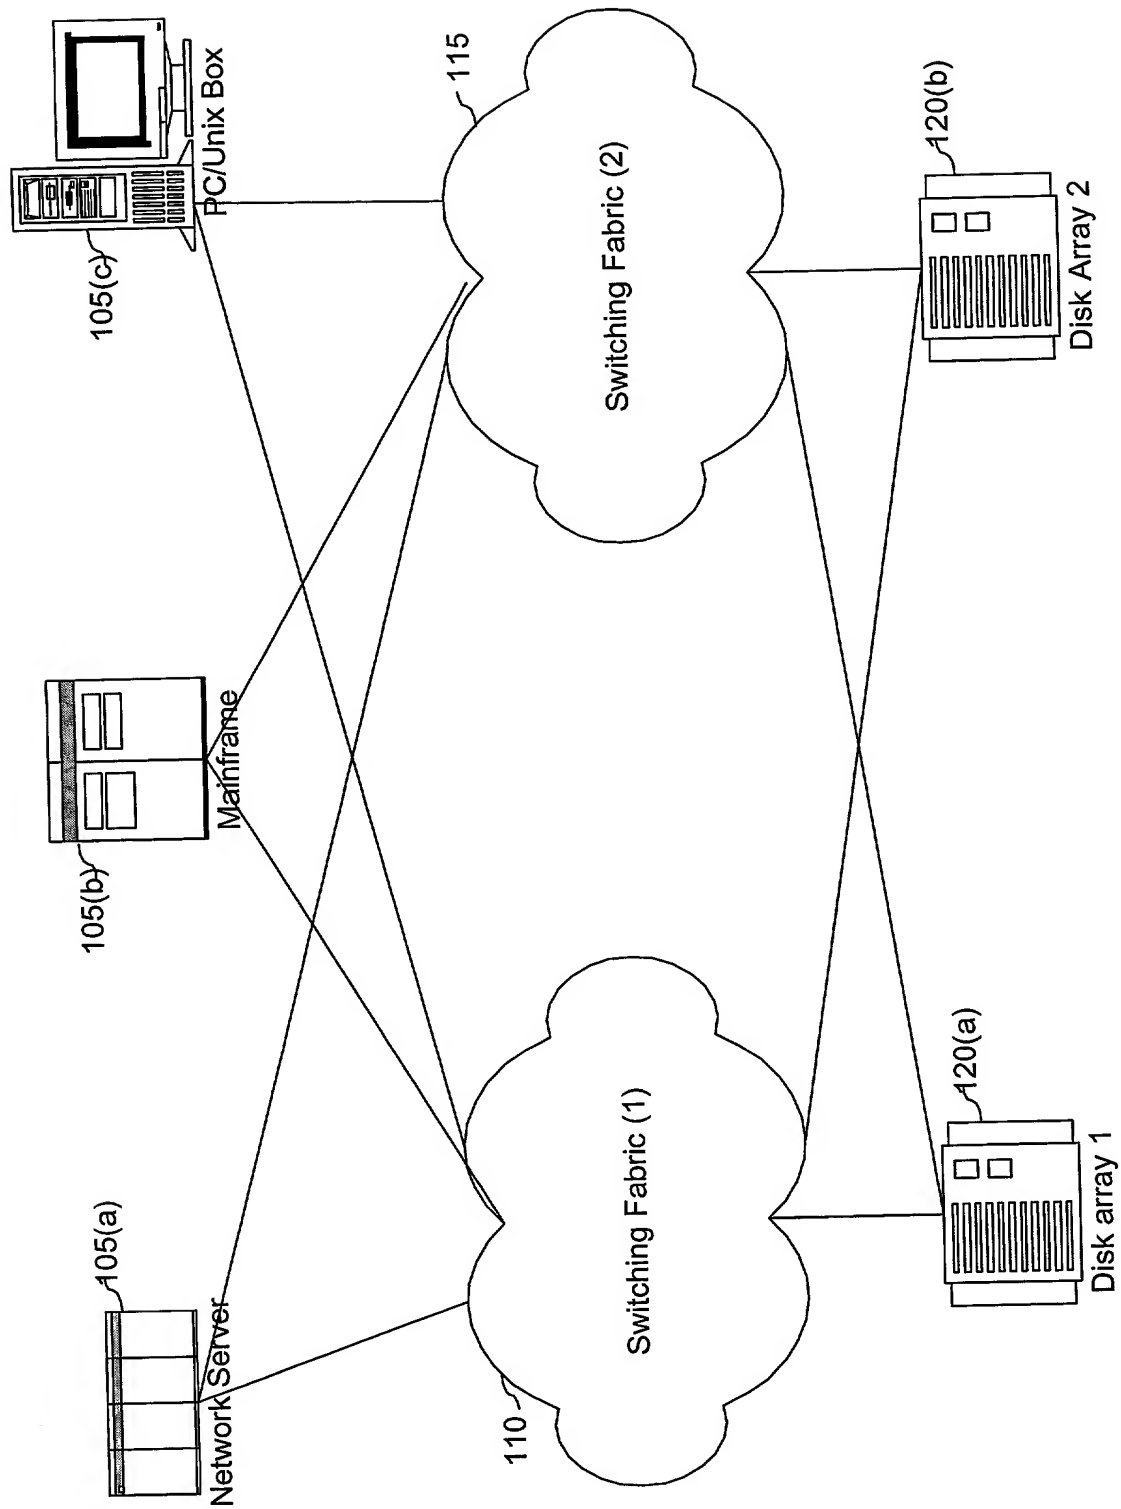 105(a)
Network Server
105(b)
Mainframe
105(c)
PC/Unix Box
110
Switching Fabric (1)
115
Switching Fabric (2)
120(a)
Disk array 1
120(b)
Disk Array 2